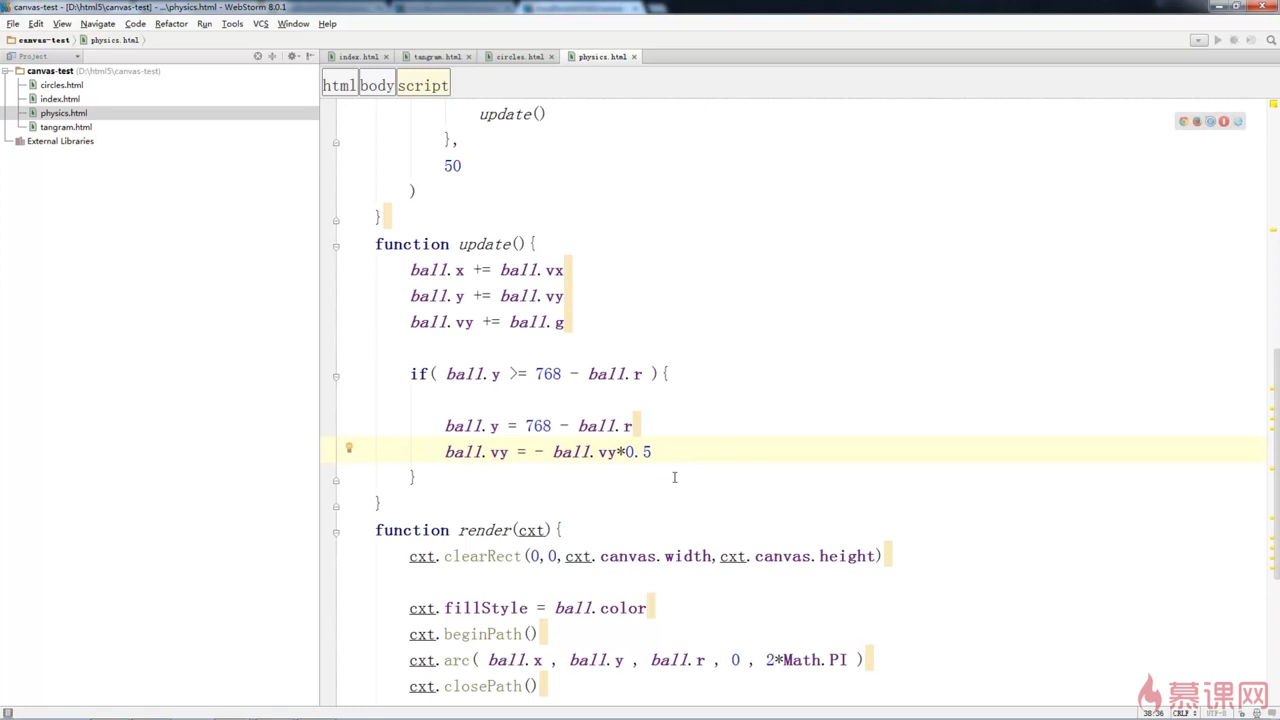 canvas-test - [D:\html5\canvas-test] - ...\physics.html - WebStorm 8.0.1
File Edit View Navigate Code Refactor Run Tools VCS Window Help
canvas-test physics.html
Project
index.html tangram.html circles.html physics.html
canvas-test (D:\html5\canvas-test)
circles.html
index.html
physics.html
tangram.html
External Libraries
html body script
update()
},
50
)
}
function update(){
ball.x += ball.vx
ball.y += ball.vy
ball.vy += ball.g
if( ball.y >= 768 - ball.r ){
ball.y = 768 - ball.r
ball.vy = - ball.vy*0.5
}
}
function render(cxt){
cxt.clearRect(0,0,cxt.canvas.width,cxt.canvas.height)
cxt.fillStyle = ball.color
cxt.beginPath()
cxt.arc( ball.x , ball.y , ball.r , 0 , 2*Math.PI )
cxt.closePath()
慕课网
38:36 CRLF UTF-8